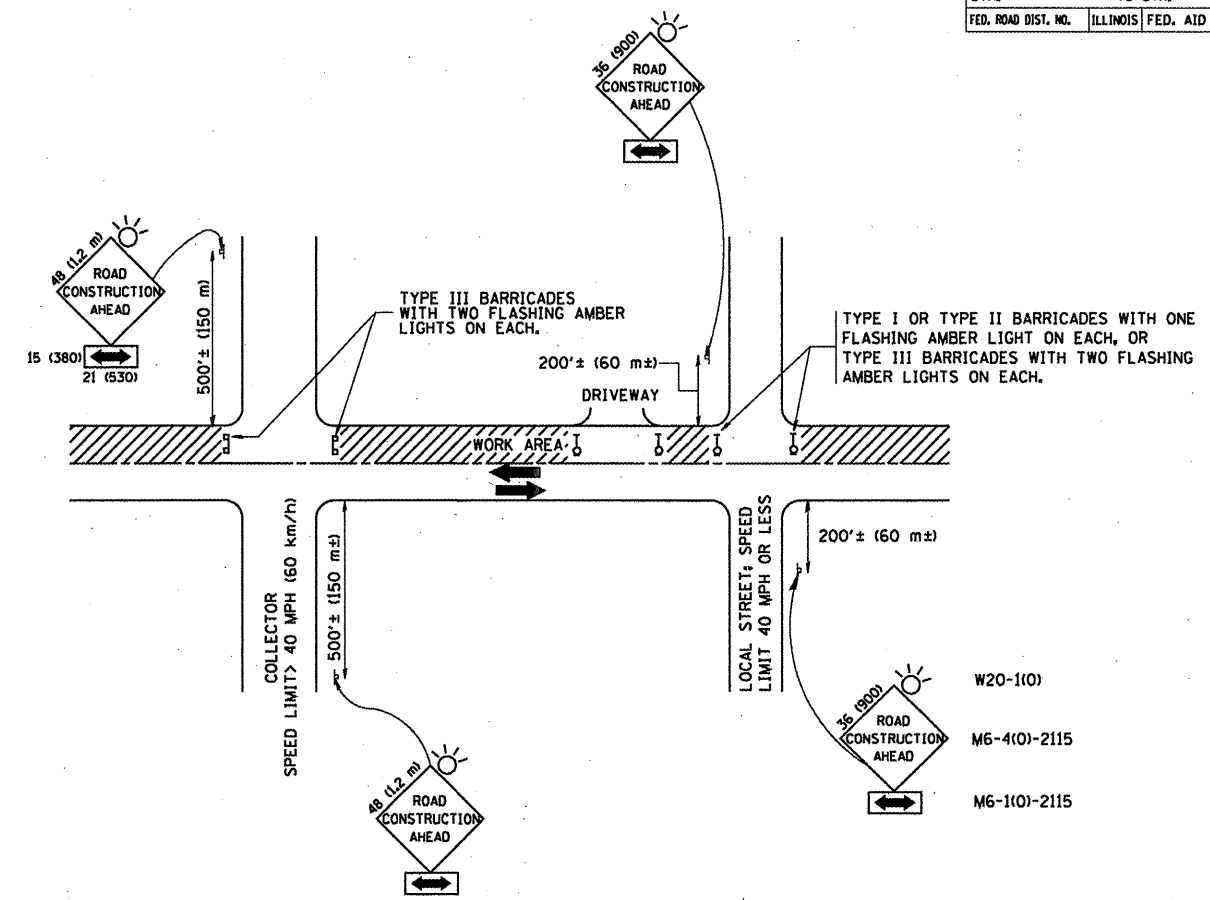 FED. ROAD DIST. NO. ILLINOIS FED. AID
36 (900)
ROAD
CONSTRUCTION
AHEAD
48 (1.2 m)
ROAD
CONSTRUCTION
AHEAD
15 (380)
21 (530)
500'± (150 m)
TYPE III BARRICADES
WITH TWO FLASHING AMBER
LIGHTS ON EACH.
200'± (60 m±)
DRIVEWAY
TYPE I OR TYPE II BARRICADES WITH ONE
FLASHING AMBER LIGHT ON EACH, OR
TYPE III BARRICADES WITH TWO FLASHING
AMBER LIGHTS ON EACH.
WORK AREA
COLLECTOR
SPEED LIMIT> 40 MPH (60 km/h)
500'± (150 m±)
LOCAL STREET; SPEED
LIMIT 40 MPH OR LESS
200'± (60 m±)
48 (1.2 m)
ROAD
CONSTRUCTION
AHEAD
36 (900)
ROAD
CONSTRUCTION
AHEAD
W20-1(O)
M6-4(O)-2115
M6-1(O)-2115